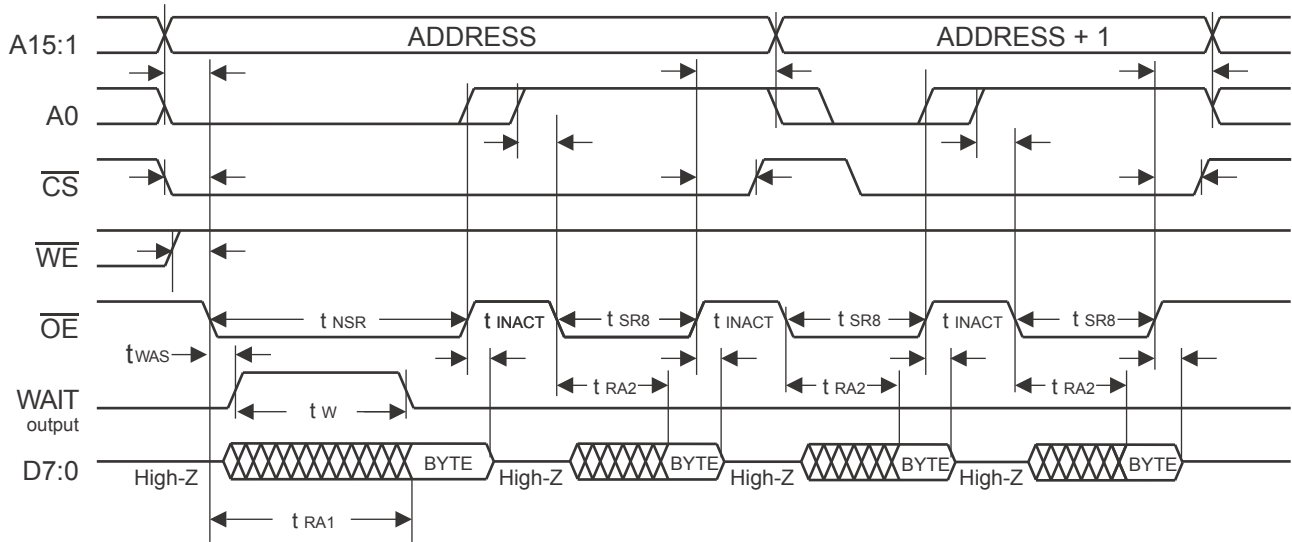 A15:1 ADDRESS ADDRESS + 1
A0
CS
WE
OE t NSR t INACT t SR8 t INACT t SR8 t INACT t SR8
t WAS
t RA2 t RA2 t RA2
WAIT
output
t W
D7:0 BYTE BYTE BYTE BYTE
High-Z High-Z High-Z High-Z
t RA1